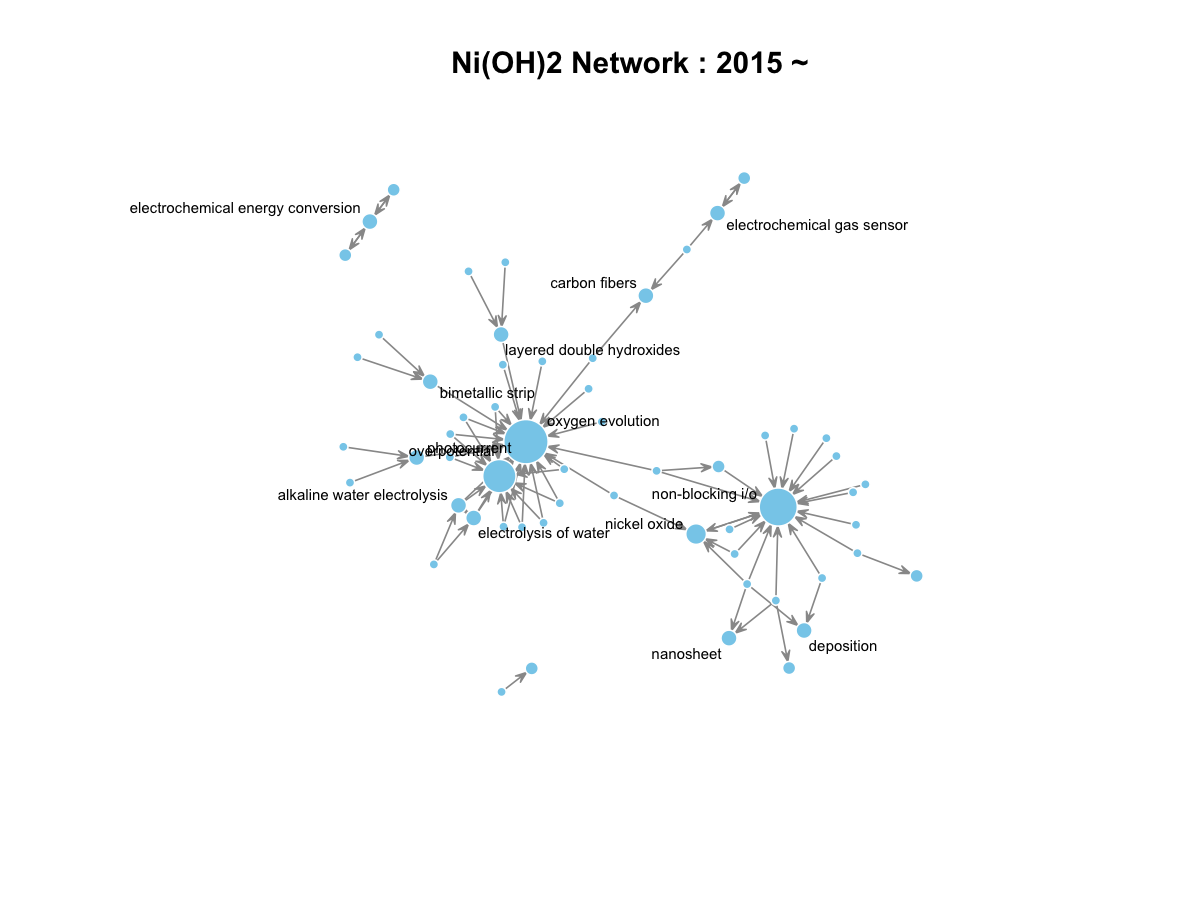 Ni(OH)2 Network : 2015 ~
electrochemical energy conversion
electrochemical gas sensor
carbon fibers
layered double hydroxides
bimetallic strip
oxygen evolution
photocurrent
overpotential
alkaline water electrolysis
non-blocking i/o
nickel oxide
electrolysis of water
deposition
nanosheet